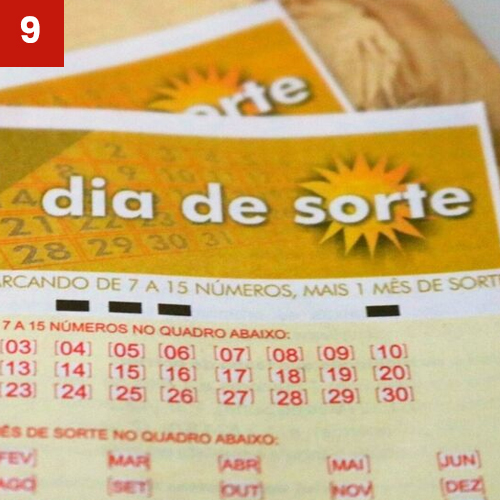 9
orte
2 3
8 9 10 11
21 22 23
28 29 30 31
dia de sorte
ARCANDO DE 7 A 15 NÚMEROS, MAIS 1 MÊS DE SORT
7 A 15 NÚMEROS NO QUADRO ABAIXO:
[03] [04] [05] [06] [07] [08] [09] [10]
[13] [14] [15] [16] [17] [18] [19] [20]
[23] [24] [25] [26] [27] [28] [29] [30]
ÊS DE SORTE NO QUADRO ABAIXO:
FEV] [MAR] [ABR] [MAI] [JUN]
AGO] [SET] [OUT] [NOV] [DEZ]